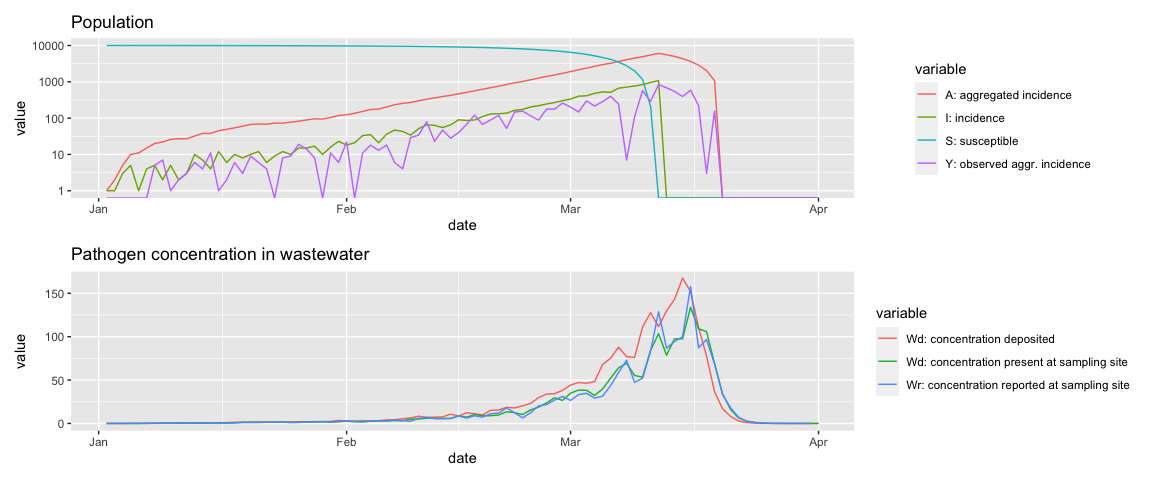 Population
value
10000
1000
100
10
1
Jan
Feb
Mar
Apr
date
variable
A: aggregated incidence
I: incidence
S: susceptible
Y: observed aggr. incidence
Pathogen concentration in wastewater
value
150
100
50
0
Jan
Feb
Mar
Apr
date
variable
Wd: concentration deposited
Wd: concentration present at sampling site
Wr: concentration reported at sampling site